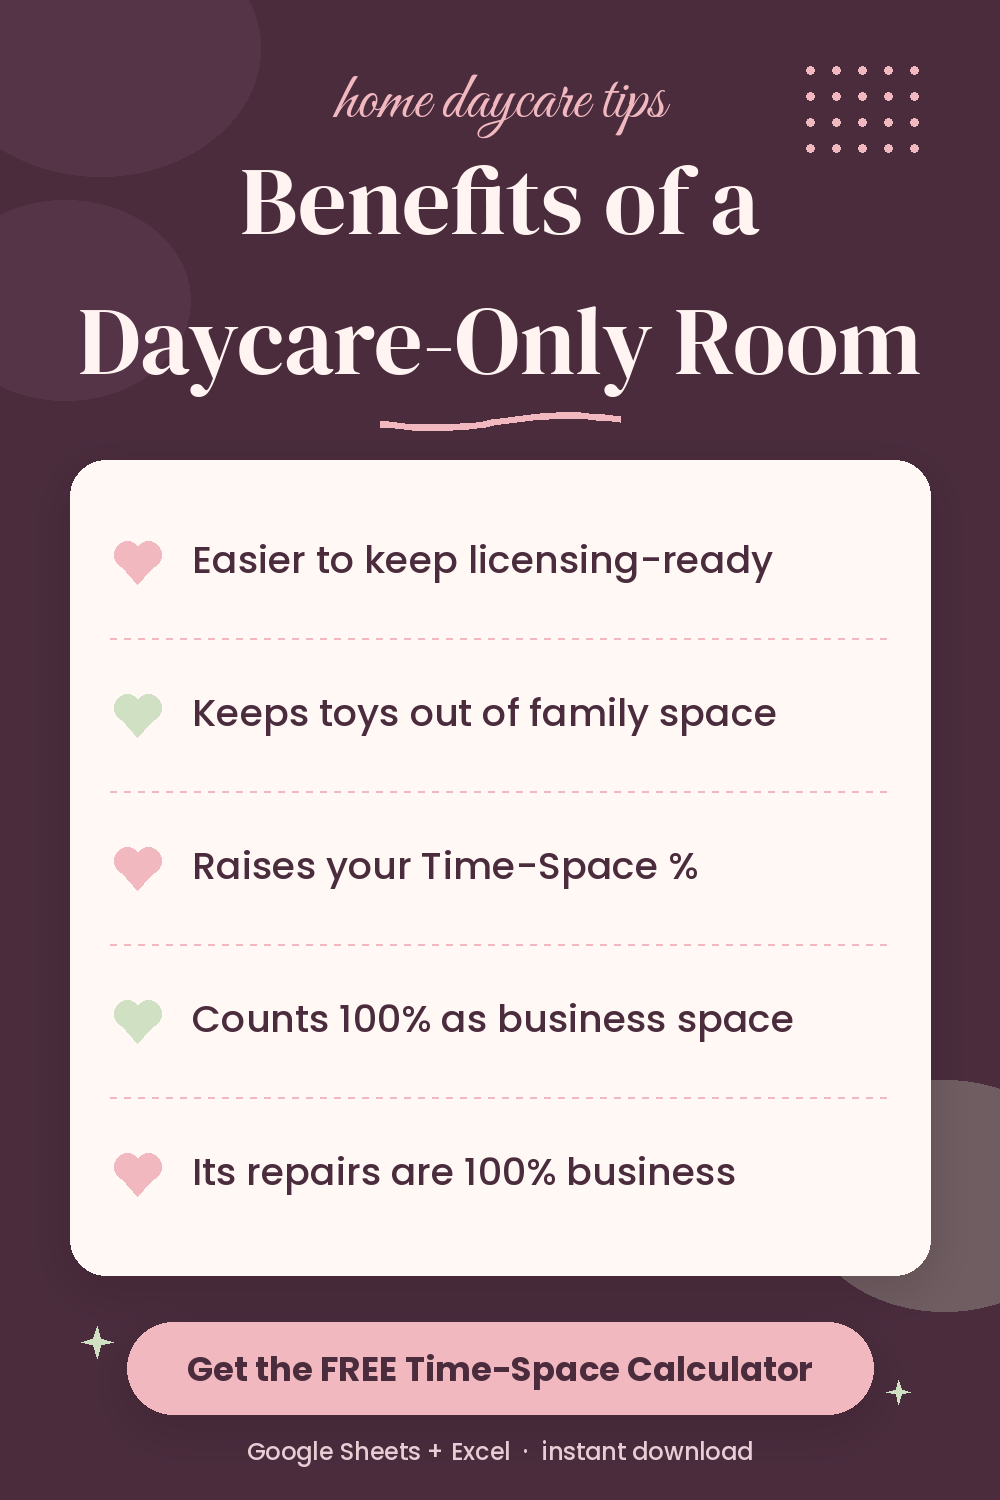 home daycare tips
Benefits of a
Daycare-Only Room
Easier to keep licensing-ready
Keeps toys out of family space
Raises your Time-Space %
Counts 100% as business space
Its repairs are 100% business
Get the FREE Time-Space Calculator
Google Sheets + Excel · instant download